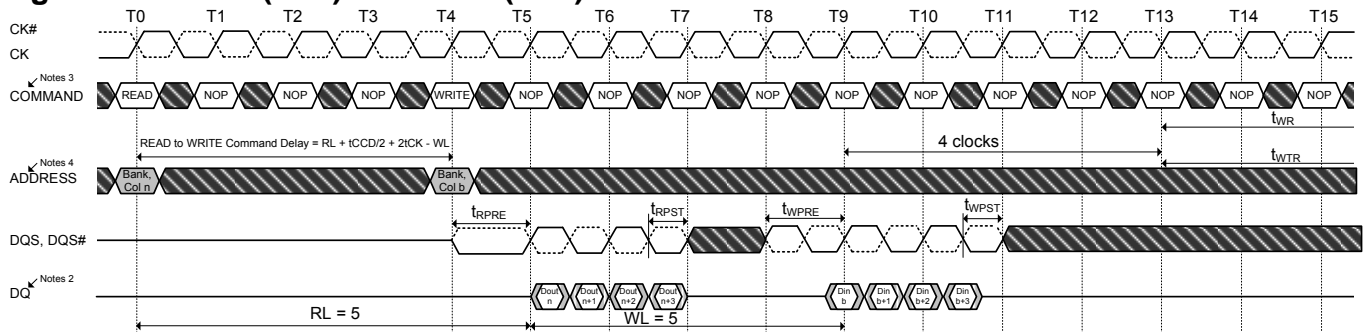 T0 T1 T2 T3 T4 T5 T6 T7 T8 T9 T10 T11 T12 T13 T14 T15
CK#
CK
Notes 3
COMMAND READ NOP NOP NOP WRITE NOP NOP NOP NOP NOP NOP NOP NOP NOP NOP NOP
tWR
READ to WRITE Command Delay = RL + tCCD/2 + 2tCK - WL
4 clocks
tWTR
Notes 4
ADDRESS Bank, Col n Bank, Col b
tRPRE tRPST tWPRE tWPST
DQS, DQS#
Notes 2
DQ Dout n Dout n+1 Dout n+2 Dout n+3 Din b Din b+1 Din b+2 Din b+3
RL = 5 WL = 5